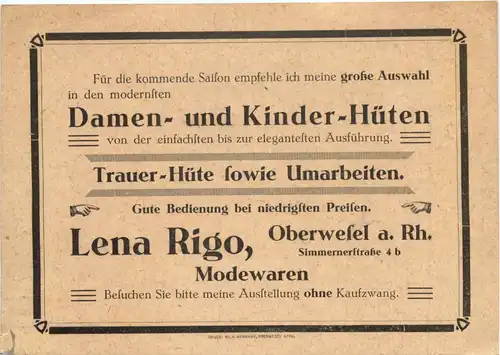 Für die kommende Saiſon empfehle ich meine große Auswahl
in den modernſten
Damen- und Kinder-Hüten
von der einfachſten bis zur eleganteſten Ausführung.
Trauer-Hüte ſowie Umarbeiten.
Gute Bedienung bei niedrigſten Preiſen.
Lena Rigo, Oberweſel a. Rh.
Simmernerſtraße 4 b
Modewaren
Beſuchen Sie bitte meine Ausſtellung ohne Kaufzwang.